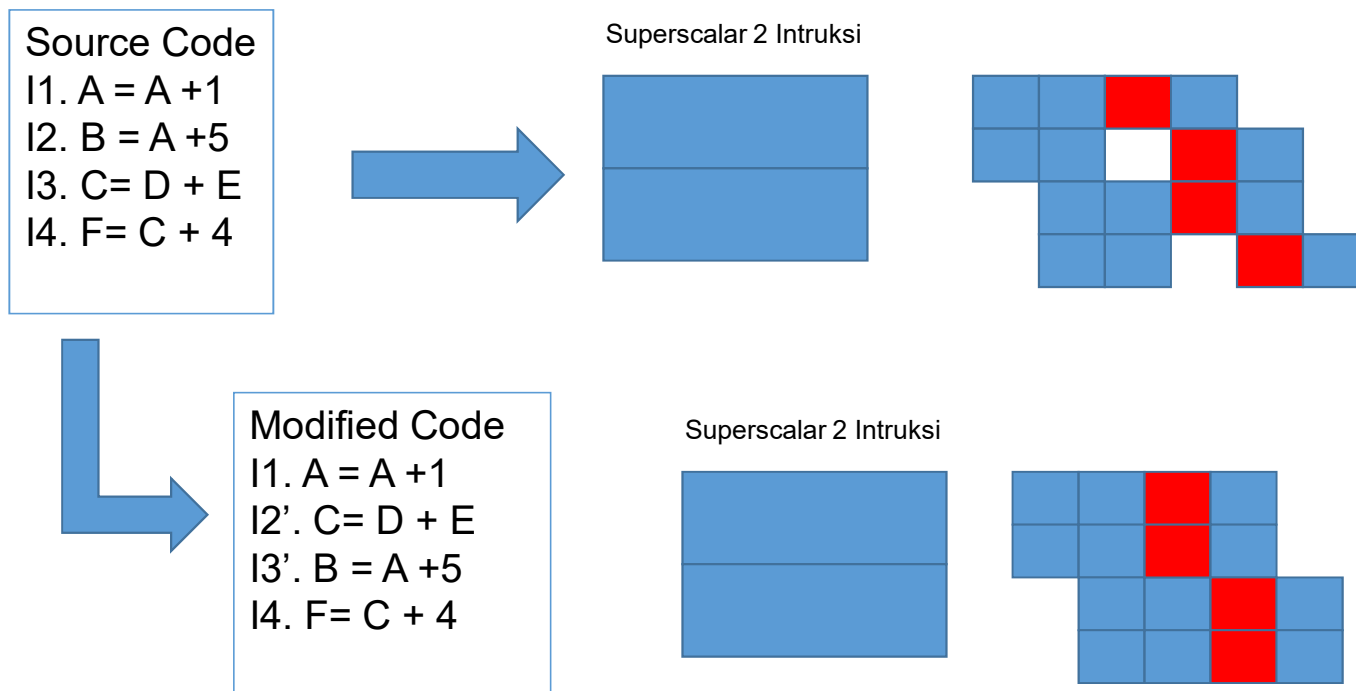 Source Code
I1. A = A +1
I2. B = A +5
I3. C= D + E
I4. F= C + 4
Superscalar 2 Intruksi
Modified Code
I1. A = A +1
I2’. C= D + E
I3’. B = A +5
I4. F= C + 4
Superscalar 2 Intruksi